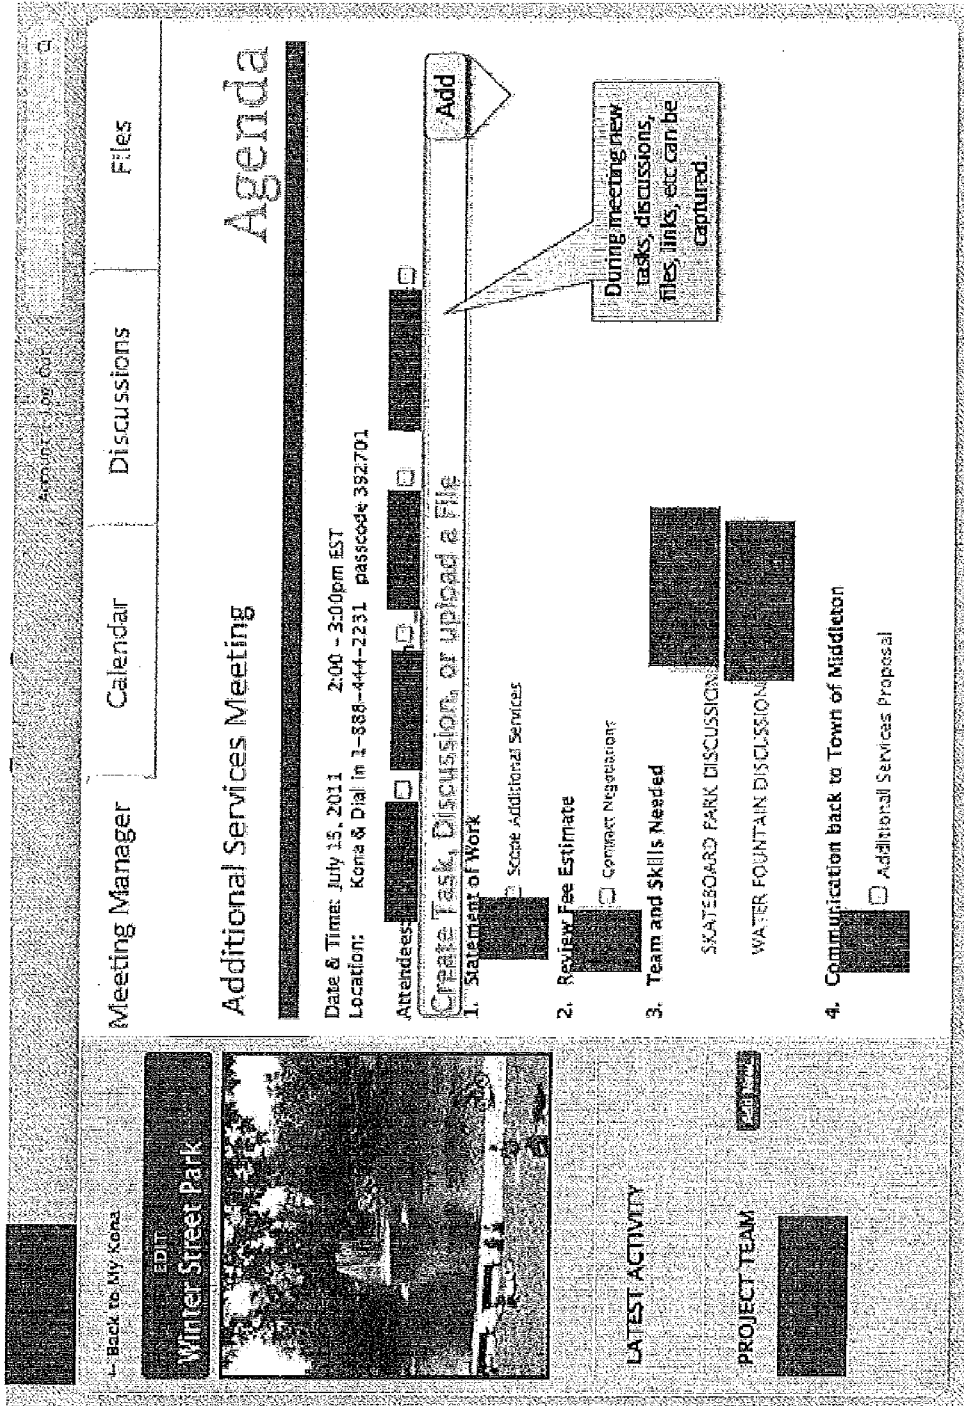 Account Log Out
← Back to My Kona
EDIT
Winter Street Park
LATEST ACTIVITY
PROJECT TEAM
Meeting Manager
Calendar
Discussions
Files
Additional Services Meeting
Agenda
Date & Time: July 15, 2011 2:00 – 3:00pm EST
Location: Kona & Dial in 1-888-444-2231 passcode 392701
Attendees:
Create Task, Discussion, or upload a File
Add
1. Statement of Work
Scope Additional Services
2. Review Fee Estimate
Contract Negotiations
3. Team and Skills Needed
SKATEBOARD PARK DISCUSSION
WATER FOUNTAIN DISCUSSION
4. Communication back to Town of Middleton
Additional Services Proposal
During meeting new
tasks, discussions,
files, links, etc can be
captured.